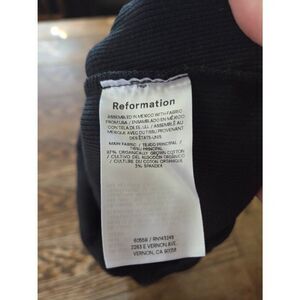 Reformation
ASSEMBLED IN MEXICO WITH FABRIC
FROM USA / ENSAMBLADO EN MÉXICO
CON TELA DE EE.UU. / ASSEMBLÉ AU
MEXIQUE AVEC DU TISSU PROVENANT
DES ÉTATS-UNIS
MAIN FABRIC / TEJIDO PRINCIPAL /
TISSU PRINCIPAL
97% ORGANICALLY GROWN COTTON
/ CULTIVO DEL ALGODÓN ORGÁNICO
/ CULTURE DU COTON ORGANIQUE
3% SPANDEX
2263 E VERNON AVE.
VERNON, CA 90058